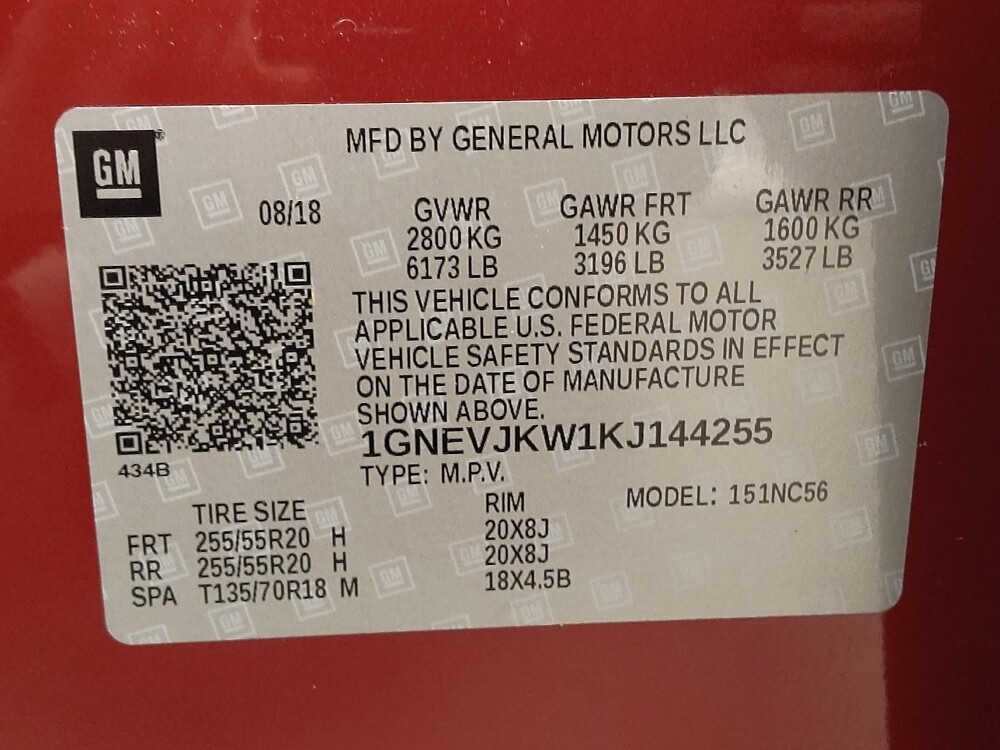 GM
MFD BY GENERAL MOTORS LLC
08/18 GVWR GAWR FRT GAWR RR
2800 KG 1450 KG 1600 KG
6173 LB 3196 LB 3527 LB
THIS VEHICLE CONFORMS TO ALL
APPLICABLE U.S. FEDERAL MOTOR
VEHICLE SAFETY STANDARDS IN EFFECT
ON THE DATE OF MANUFACTURE
SHOWN ABOVE.
1GNEVJKW1KJ144255
434B
TYPE: M.P.V.
MODEL: 151NC56
TIRE SIZE RIM
FRT 255/55R20 H 20X8J
RR 255/55R20 H 20X8J
SPA T135/70R18 M 18X4.5B